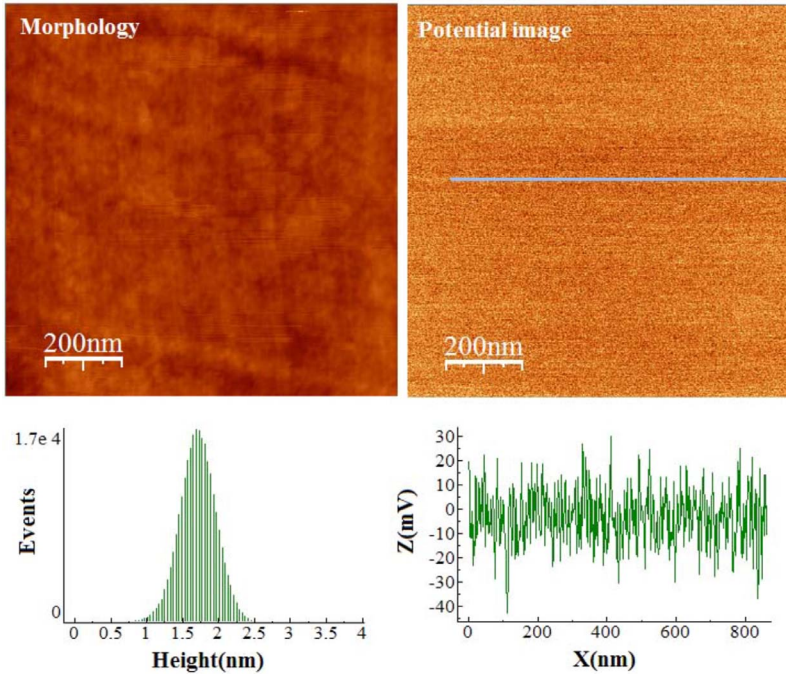 Morphology
Potential image
200nm
200nm
1.7e 4
Events
0
0 0.5 1 1.5 2 2.5 3 3.5 4
Height(nm)
30
20
10
0
-10
-20
-30
-40
Z(mV)
0 200 400 600 800
X(nm)